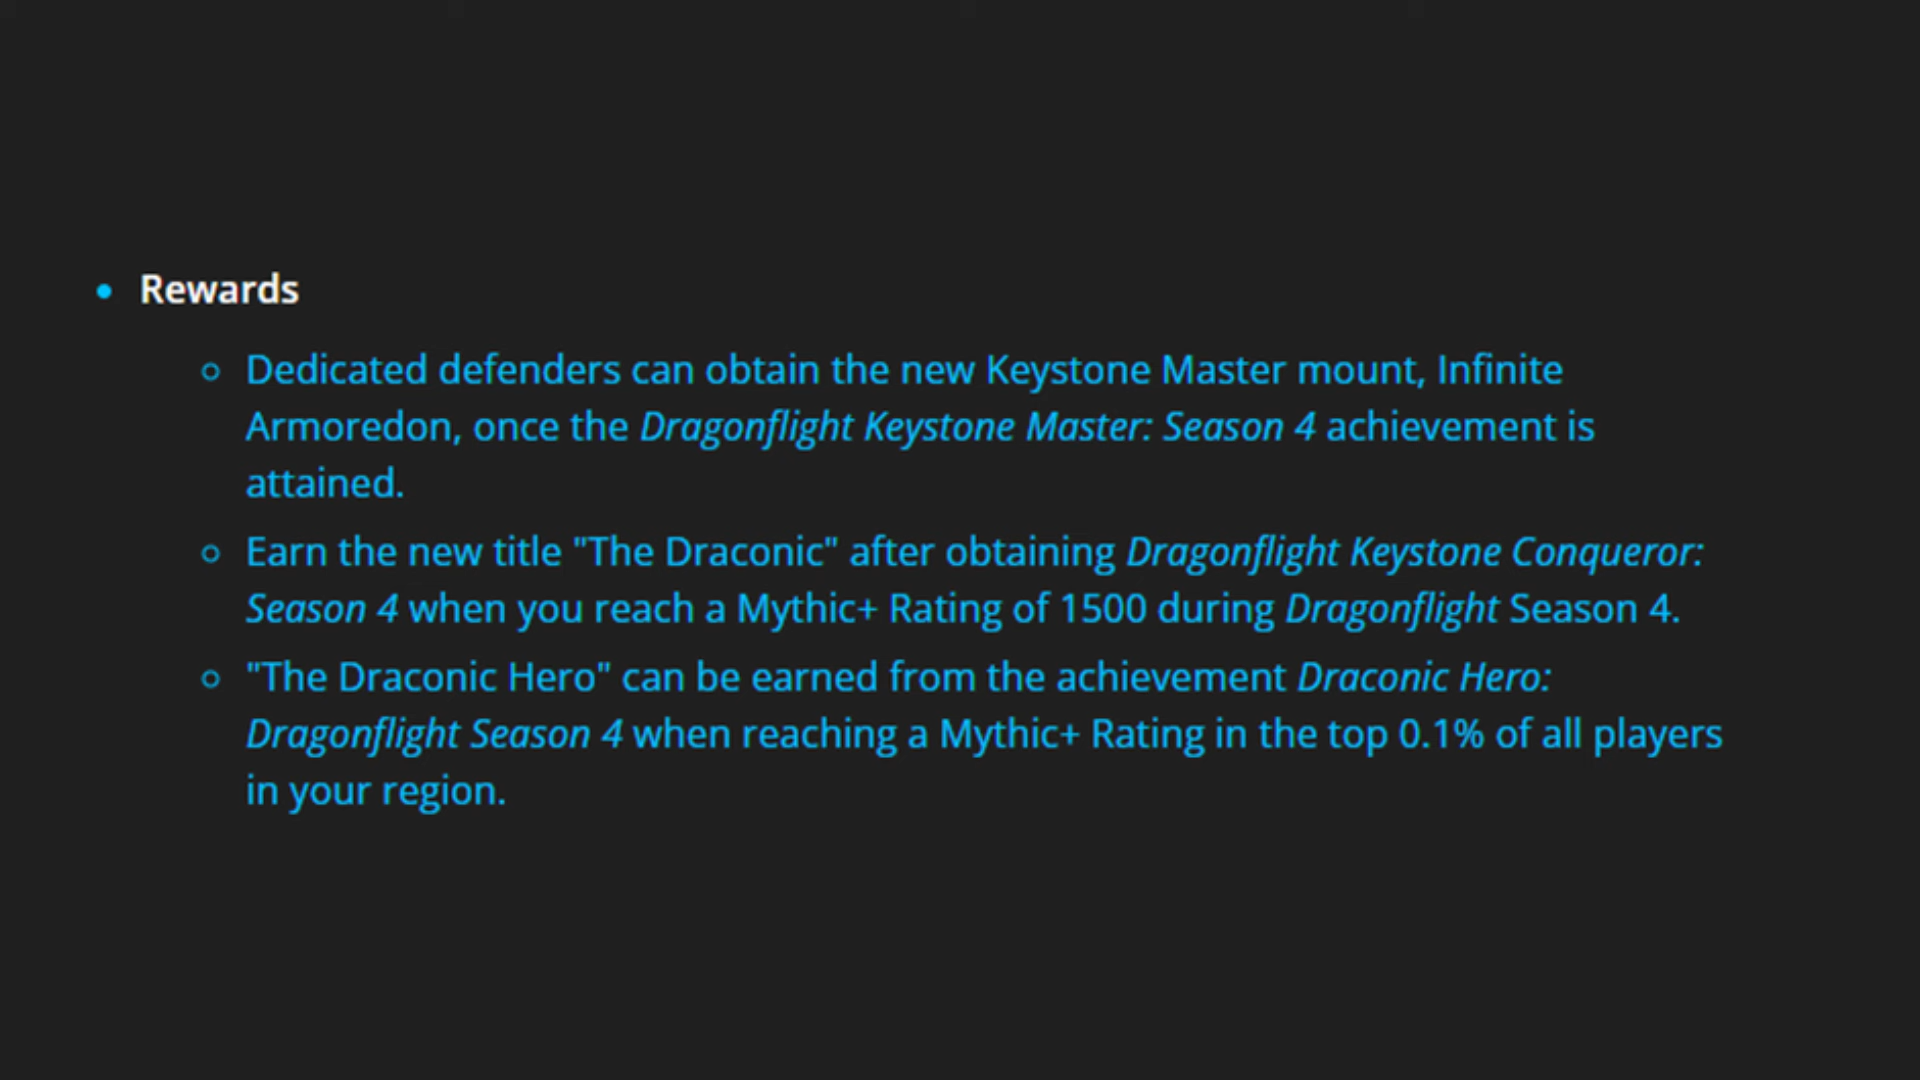 Rewards
Dedicated defenders can obtain the new Keystone Master mount, Infinite
Armoredon, once the Dragonflight Keystone Master: Season 4 achievement is
attained.
Earn the new title "The Draconic" after obtaining Dragonflight Keystone Conqueror:
Season 4 when you reach a Mythic+ Rating of 1500 during Dragonflight Season 4.
"The Draconic Hero" can be earned from the achievement Draconic Hero:
Dragonflight Season 4 when reaching a Mythic+ Rating in the top 0.1% of all players
in your region.